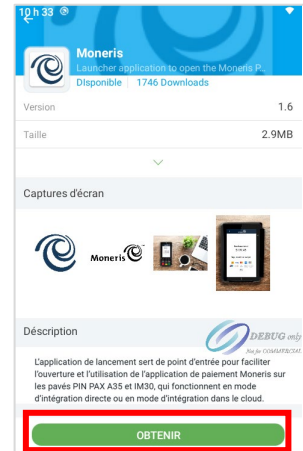 10 h 33
Moneris
Launcher application to open the Moneris P...
DIsponible 1746 Downloads
Version 1.6
Taille 2.9MB
Captures d'écran
Moneris
Déscription
DEBUG only
Not for COMMERCIAL
L'application de lancement sert de point d'entrée pour faciliter
l'ouverture et l'utilisation de l'application de paiement Moneris sur
les pavés PIN PAX A35 et IM30, qui fonctionnent en mode
d'intégration directe ou en mode d'intégration dans le cloud.
OBTENIR